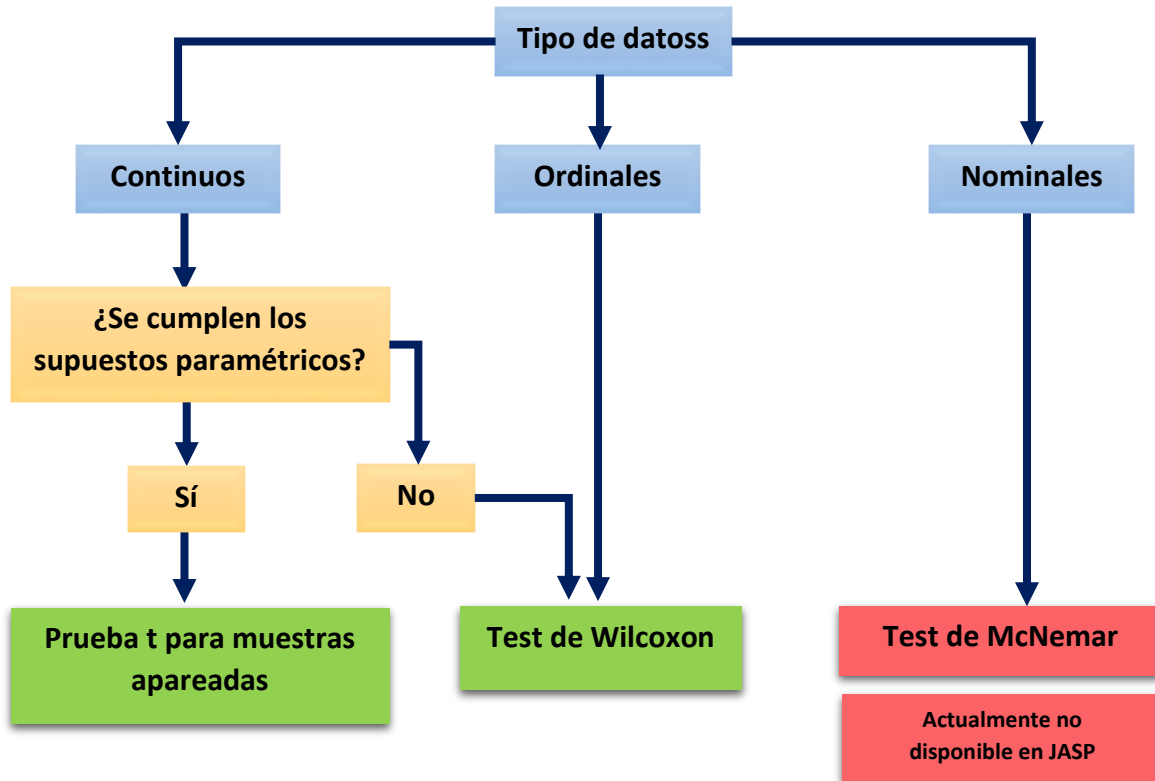 Tipo de datoss
Continuos
Ordinales
Nominales
¿Se cumplen los
supuestos paramétricos?
Sí
No
Prueba t para muestras
apareadas
Test de Wilcoxon
Test de McNemar
Actualmente no
disponible en JASP